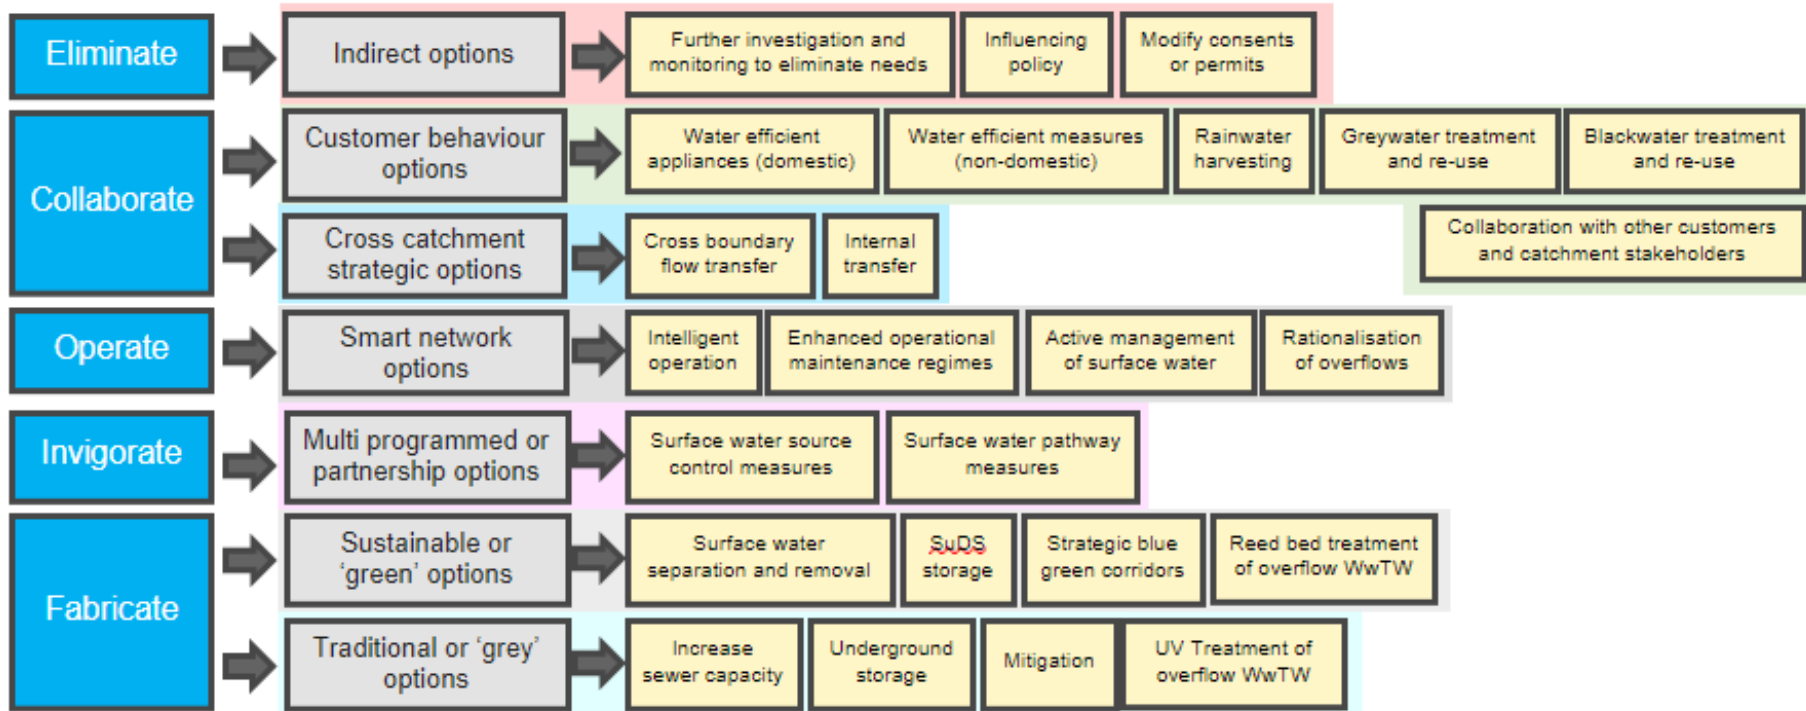 Eliminate
Indirect options
Further investigation and
monitoring to eliminate needs
Influencing
policy
Modify consents
or permits
Collaborate
Customer behaviour
options
Water efficient
appliances (domestic)
Water efficient measures
(non-domestic)
Rainwater
harvesting
Greywater treatment
and re-use
Blackwater treatment
and re-use
Collaboration with other customers
and catchment stakeholders
Cross catchment
strategic options
Cross boundary
flow transfer
Internal
transfer
Operate
Smart network
options
Intelligent
operation
Enhanced operational
maintenance regimes
Active management
of surface water
Rationalisation
of overflows
Invigorate
Multi programmed or
partnership options
Surface water source
control measures
Surface water pathway
measures
Fabricate
Sustainable or
‘green’ options
Surface water
separation and removal
SuDS
storage
Strategic blue
green corridors
Reed bed treatment
of overflow WwTW
Traditional or ‘grey’
options
Increase
sewer capacity
Underground
storage
Mitigation
UV Treatment of
overflow WwTW